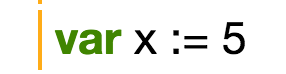 var x := 5